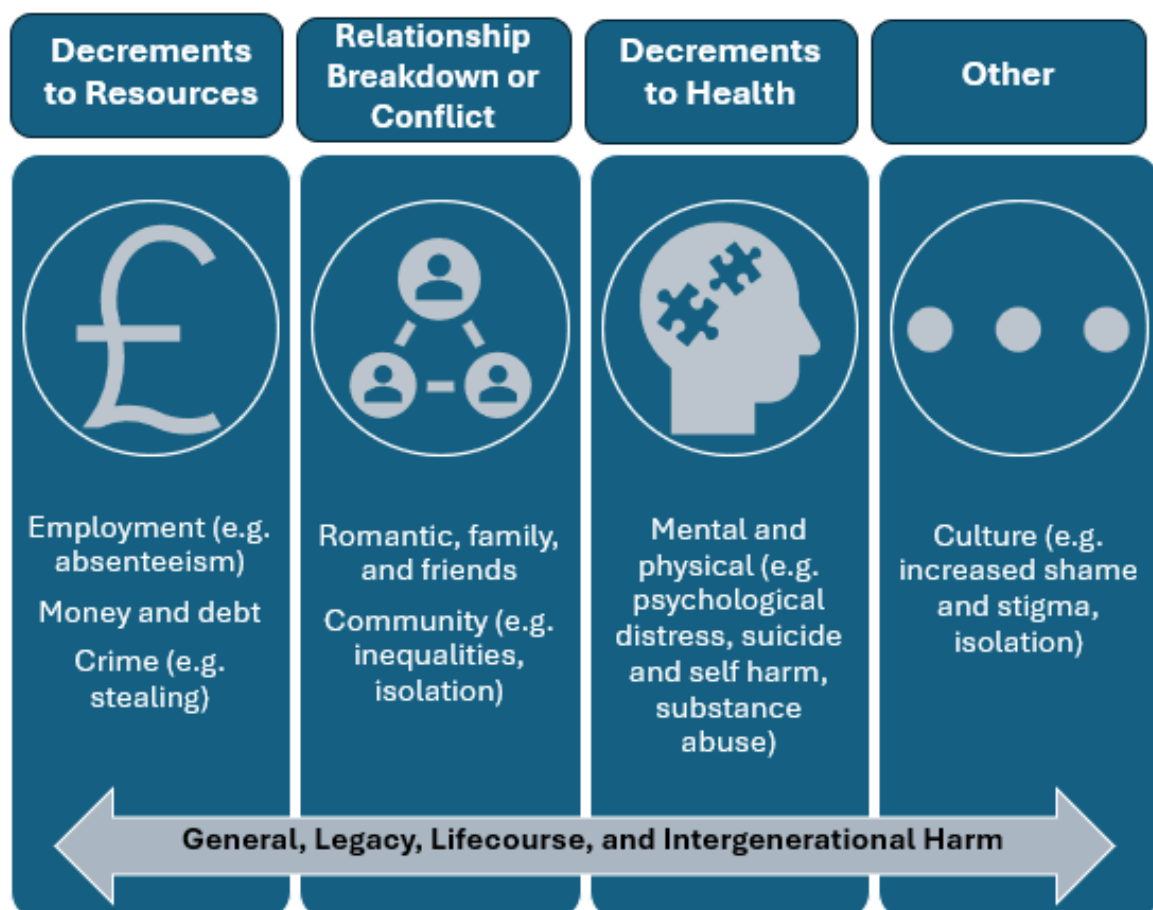 Decrements
to Resources
Relationship
Breakdown or
Conflict
Decrements
to Health
Other
£
Employment (e.g.
absenteeism)
Money and debt
Crime (e.g.
stealing)
Romantic, family,
and friends
Community (e.g.
inequalities,
isolation)
Mental and
physical (e.g.
psychological
distress, suicide
and self harm,
substance
abuse)
Culture (e.g.
increased shame
and stigma,
isolation)
General, Legacy, Lifecourse, and Intergenerational Harm